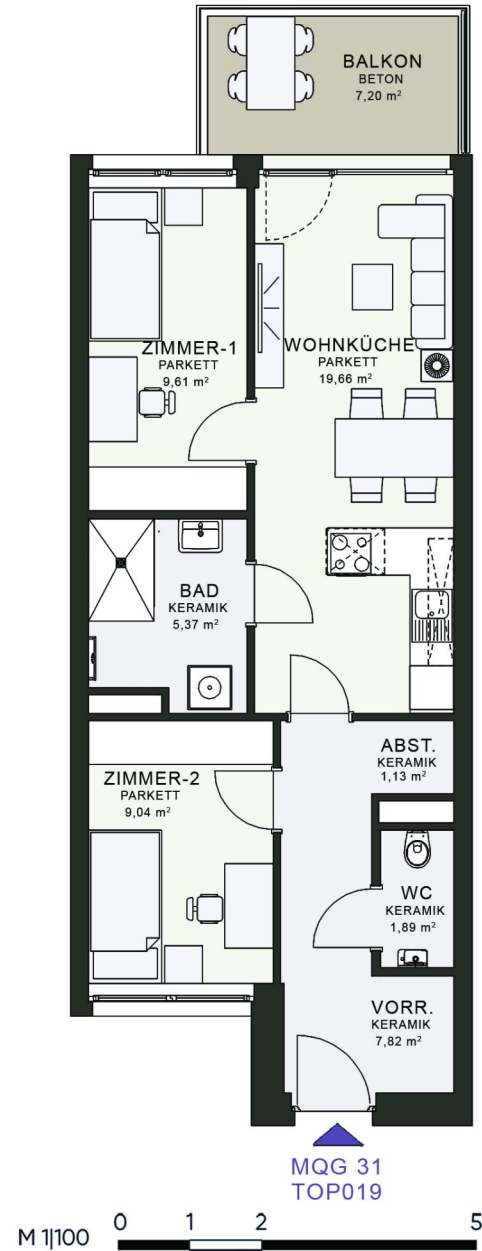 BALKON
BETON
7,20 m²
ZIMMER-1
PARKETT
9,61 m²
WOHNKÜCHE
PARKETT
19,66 m²
BAD
KERAMIK
5,37 m²
ZIMMER-2
PARKETT
9,04 m²
ABST.
KERAMIK
1,13 m²
WC
KERAMIK
1,89 m²
VORR.
KERAMIK
7,82 m²
MQG 31
TOP019
M 1|100 0 1 2 5